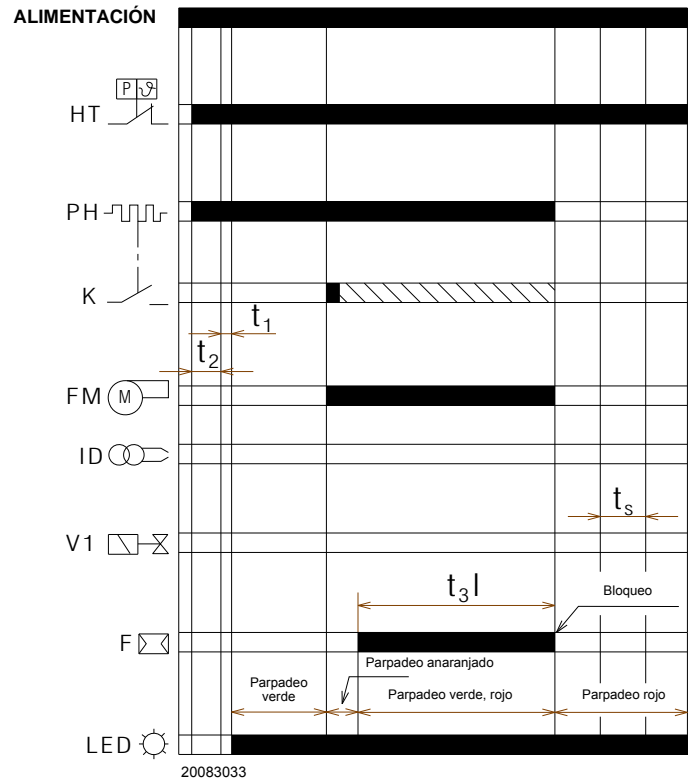 ALIMENTACIÓN
P ϑ
HT
PH
K
t1
t2
FM M
ID
ts
V1
t3l
Bloqueo
F
Parpadeo anaranjado
Parpadeo
verde
Parpadeo verde, rojo
Parpadeo rojo
LED
20083033